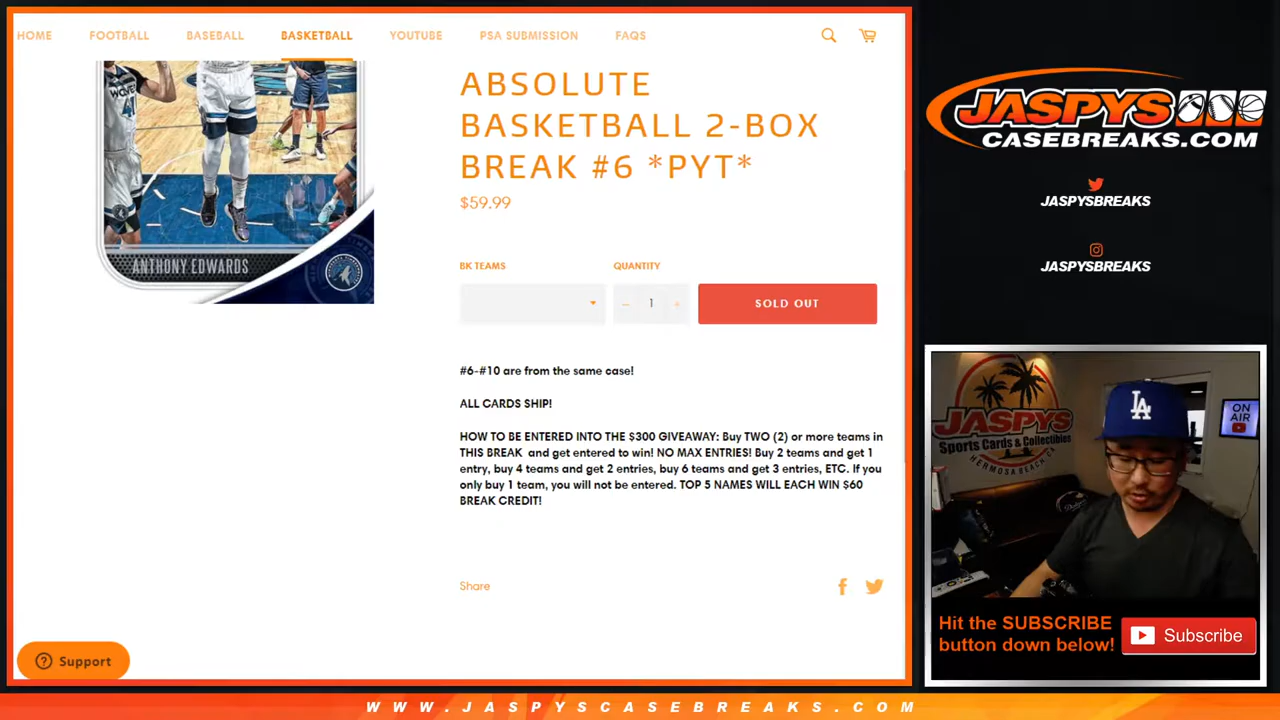 HOME FOOTBALL BASEBALL BASKETBALL YOUTUBE PSA SUBMISSION FAQS
WOLVES
41
ANTHONY EDWARDS
ABSOLUTE
BASKETBALL 2-BOX
BREAK #6 *PYT*
$59.99
BK TEAMS QUANTITY
− 1 + SOLD OUT
#6-#10 are from the same case!
ALL CARDS SHIP!
HOW TO BE ENTERED INTO THE $300 GIVEAWAY: Buy TWO (2) or more teams in
THIS BREAK and get entered to win! NO MAX ENTRIES! Buy 2 teams and get 1
entry, buy 4 teams and get 2 entries, buy 6 teams and get 3 entries, ETC. If you
only buy 1 team, you will not be entered. TOP 5 NAMES WILL EACH WIN $60
BREAK CREDIT!
Share
Support
JASPYS
CASEBREAKS.COM
JASPYSBREAKS
JASPYSBREAKS
JASPYS
Sports Cards & Collectibles
HERMOSA BEACH, CA
LA
ON
AIR
Hit the SUBSCRIBE
button down below!
Subscribe
WWW.JASPYSCASEBREAKS.COM